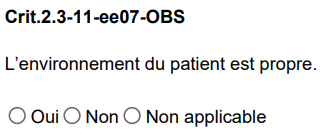 Crit.2.3-11-ee07-OBS
L’environnement du patient est propre.
Oui Non Non applicable